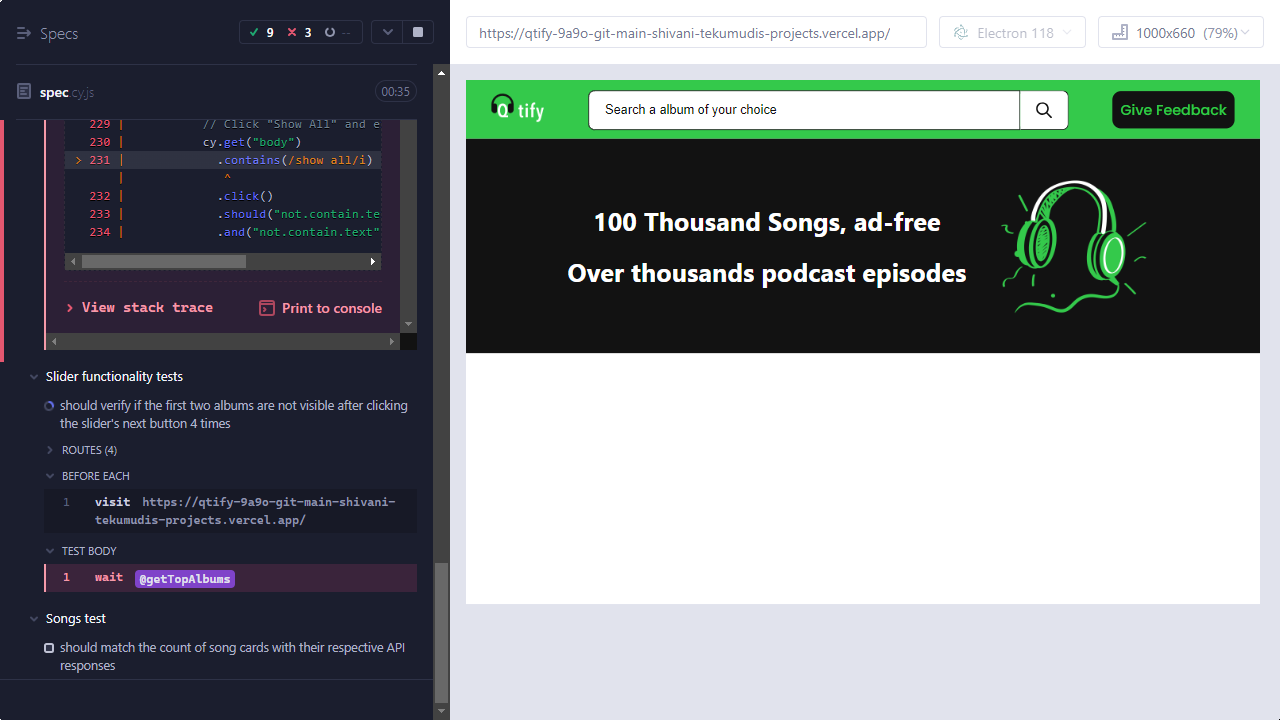 Specs
9
3
--
spec.cy.js
00:35
229 | // Click "Show All" and e
230 | cy.get("body")
> 231 | .contains(/show all/i)
| ^
232 | .click()
233 | .should("not.contain.te
234 | .and("not.contain.text"
View stack trace
Print to console
Slider functionality tests
should verify if the first two albums are not visible after clicking
the slider's next button 4 times
ROUTES (4)
BEFORE EACH
1 visit https://qtify-9a9o-git-main-shivani-
tekumudis-projects.vercel.app/
TEST BODY
1 wait @getTopAlbums
Songs test
should match the count of song cards with their respective API
responses
https://qtify-9a9o-git-main-shivani-tekumudis-projects.vercel.app/
Electron 118
1000x660 (79%)
Qtify
Search a album of your choice
Give Feedback
100 Thousand Songs, ad-free
Over thousands podcast episodes